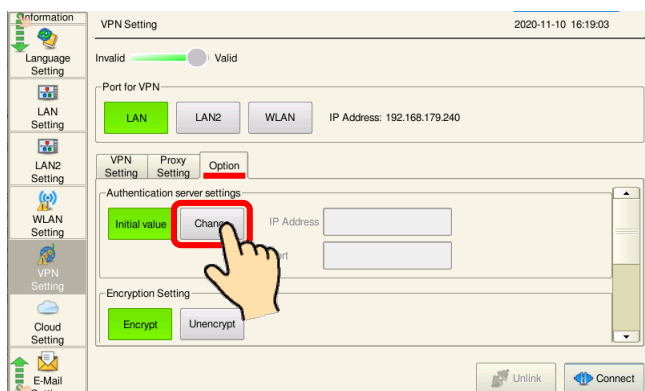 Information
VPN Setting
2020-11-10 16:19:03
Language
Setting
Invalid
Valid
Port for VPN
LAN
Setting
LAN
LAN2
WLAN
IP Address: 192.168.179.240
LAN2
Setting
VPN
Setting
Proxy
Setting
Option
Authentication server settings
WLAN
Setting
Initial value
IP Address
VPN
Setting
Encryption Setting
Cloud
Setting
Encrypt
Unencrypt
E-Mail
Unlink
Connect